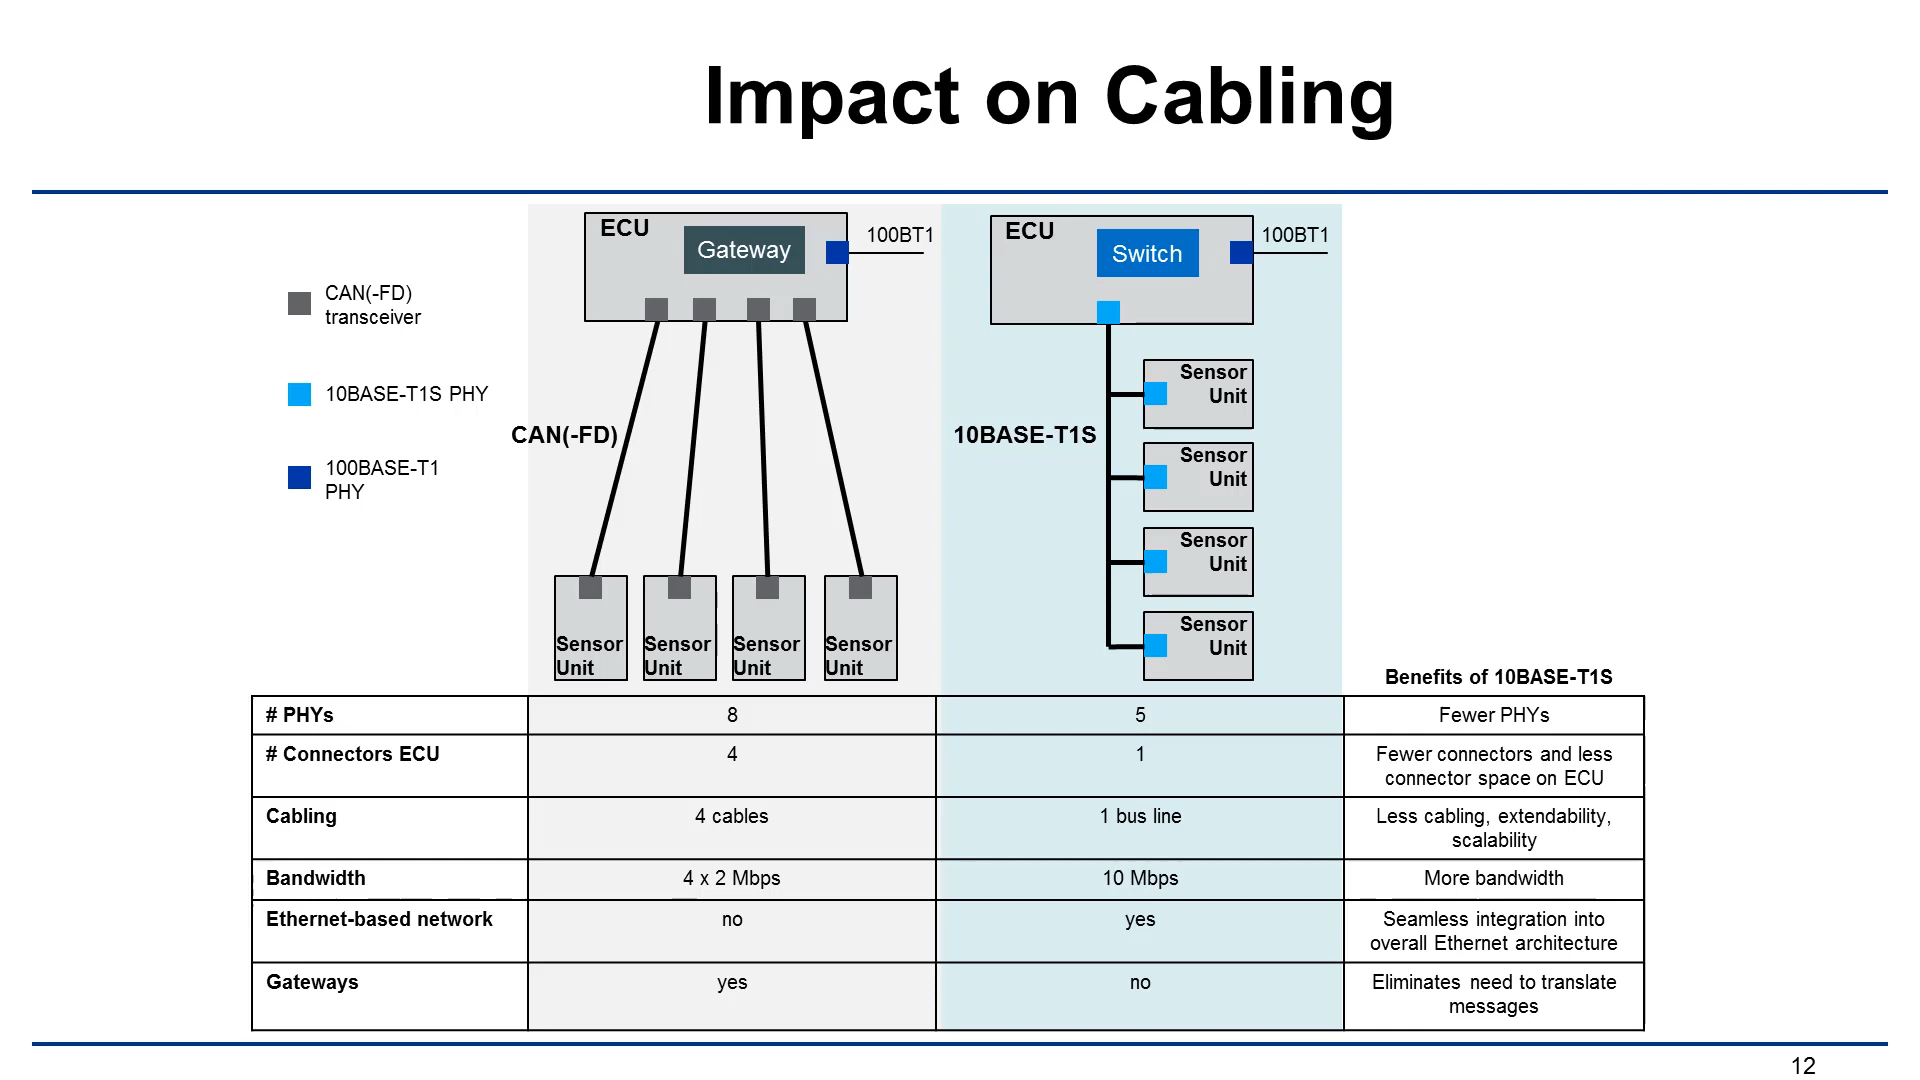 Impact on Cabling
ECU
Gateway
100BT1
ECU
Switch
100BT1
CAN(-FD)
transceiver
10BASE-T1S PHY
100BASE-T1
PHY
CAN(-FD)
10BASE-T1S
Sensor
Unit
Sensor
Unit
Sensor
Unit
Sensor
Unit
Sensor
Unit
Sensor
Unit
Sensor
Unit
Sensor
Unit
Benefits of 10BASE-T1S
# PHYs 8 5 Fewer PHYs
# Connectors ECU 4 1 Fewer connectors and less
connector space on ECU
Cabling 4 cables 1 bus line Less cabling, extendability,
scalability
Bandwidth 4 x 2 Mbps 10 Mbps More bandwidth
Ethernet-based network no yes Seamless integration into
overall Ethernet architecture
Gateways yes no Eliminates need to translate
messages
12